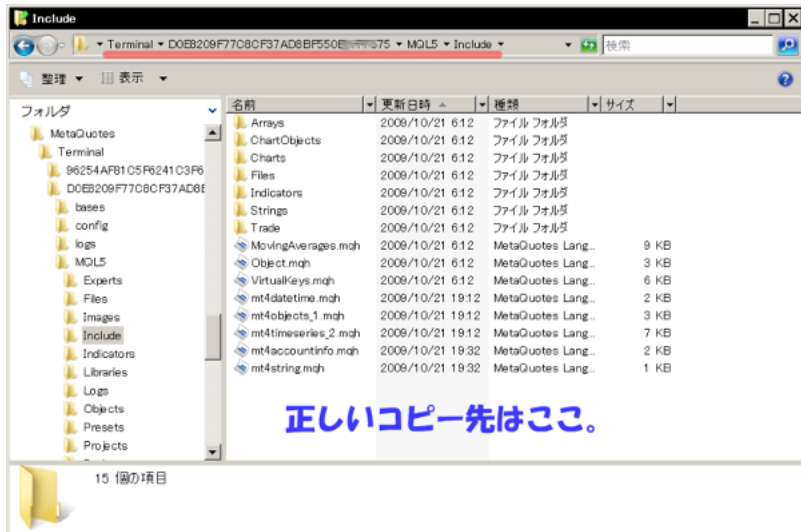 Include
Terminal ▾ D0E8209F77C8CF37AD8BF550E 575 ▾ MQL5 ▾ Include
検索
整理 表示
フォルダ
MetaQuotes
Terminal
96254AF81C5F6241C3F6
D0E8209F77C8CF37AD8E
bases
config
logs
MQL5
Experts
Files
Images
Include
Indicators
Libraries
Logs
Objects
Presets
Projects
名前 更新日時 種類 サイズ
Arrays 2009/10/21 6:12 ファイル フォルダ
ChartObjects 2009/10/21 6:12 ファイル フォルダ
Charts 2009/10/21 6:12 ファイル フォルダ
Files 2009/10/21 6:12 ファイル フォルダ
Indicators 2009/10/21 6:12 ファイル フォルダ
Strings 2009/10/21 6:12 ファイル フォルダ
Trade 2009/10/21 6:12 ファイル フォルダ
MovingAverages.mqh 2009/10/21 6:12 MetaQuotes Lang... 9 KB
Object.mqh 2009/10/21 6:12 MetaQuotes Lang... 3 KB
VirtualKeys.mqh 2009/10/21 6:12 MetaQuotes Lang... 6 KB
mt4datetime.mqh 2009/10/21 19:12 MetaQuotes Lang... 2 KB
mt4objects_1.mqh 2009/10/21 19:12 MetaQuotes Lang... 3 KB
mt4timeseries_2.mqh 2009/10/21 19:12 MetaQuotes Lang... 7 KB
mt4accountinfo.mqh 2009/10/21 19:32 MetaQuotes Lang... 2 KB
mt4string.mqh 2009/10/21 19:32 MetaQuotes Lang... 1 KB
正しいコピー先はここ。
15 個の項目